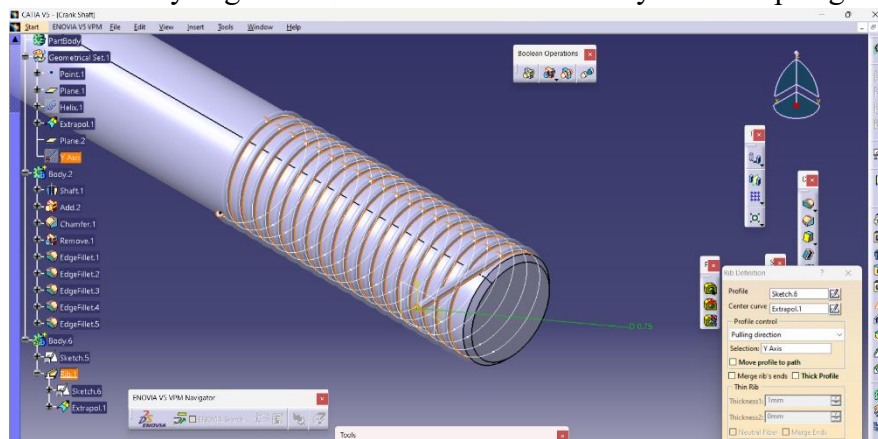 CATIA V5 - [Crank Shaft]
Start ENOVIA V5 VPM File Edit View Insert Tools Window Help
PartBody
Geometrical Set.1
Point.1
Plane.1
Helix.1
Extrapol.1
Plane.2
Y Axis
Body.2
Shaft.1
Add.2
Chamfer.1
Remove.1
EdgeFillet.1
EdgeFillet.2
EdgeFillet.3
EdgeFillet.4
EdgeFillet.5
Body.6
Sketch.5
Rib.1
Sketch.6
Extrapol.1
Boolean Operations
D 0.75
ENOVIA V5 VPM Navigator
ENOVIA
ENOVIA Search...
Tools
Rib Definition
Profile Sketch.6
Center curve Extrapol.1
Profile control
Pulling direction
Selection: Y Axis
Move profile to path
Merge rib's ends Thick Profile
Thin Rib
Thickness1: 1mm
Thickness2: 0mm
Neutral Fiber Merge Ends